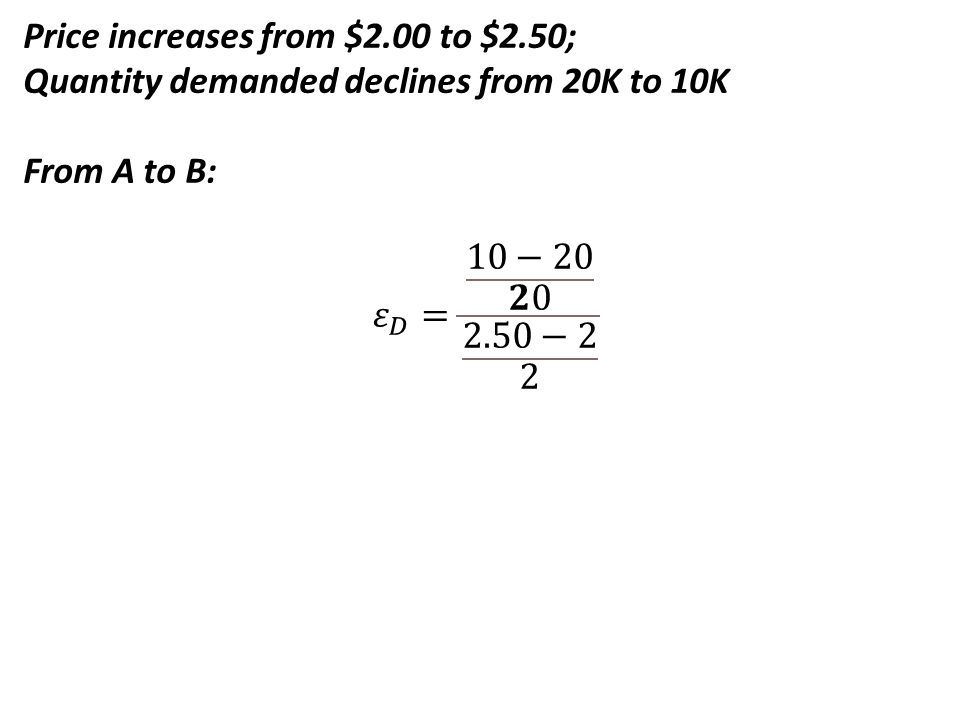 Price increases from $2.00 to $2.50;
Quantity demanded declines from 20K to 10K
From A to B:
10 − 20
20
ε_D =
2.50 − 2
2